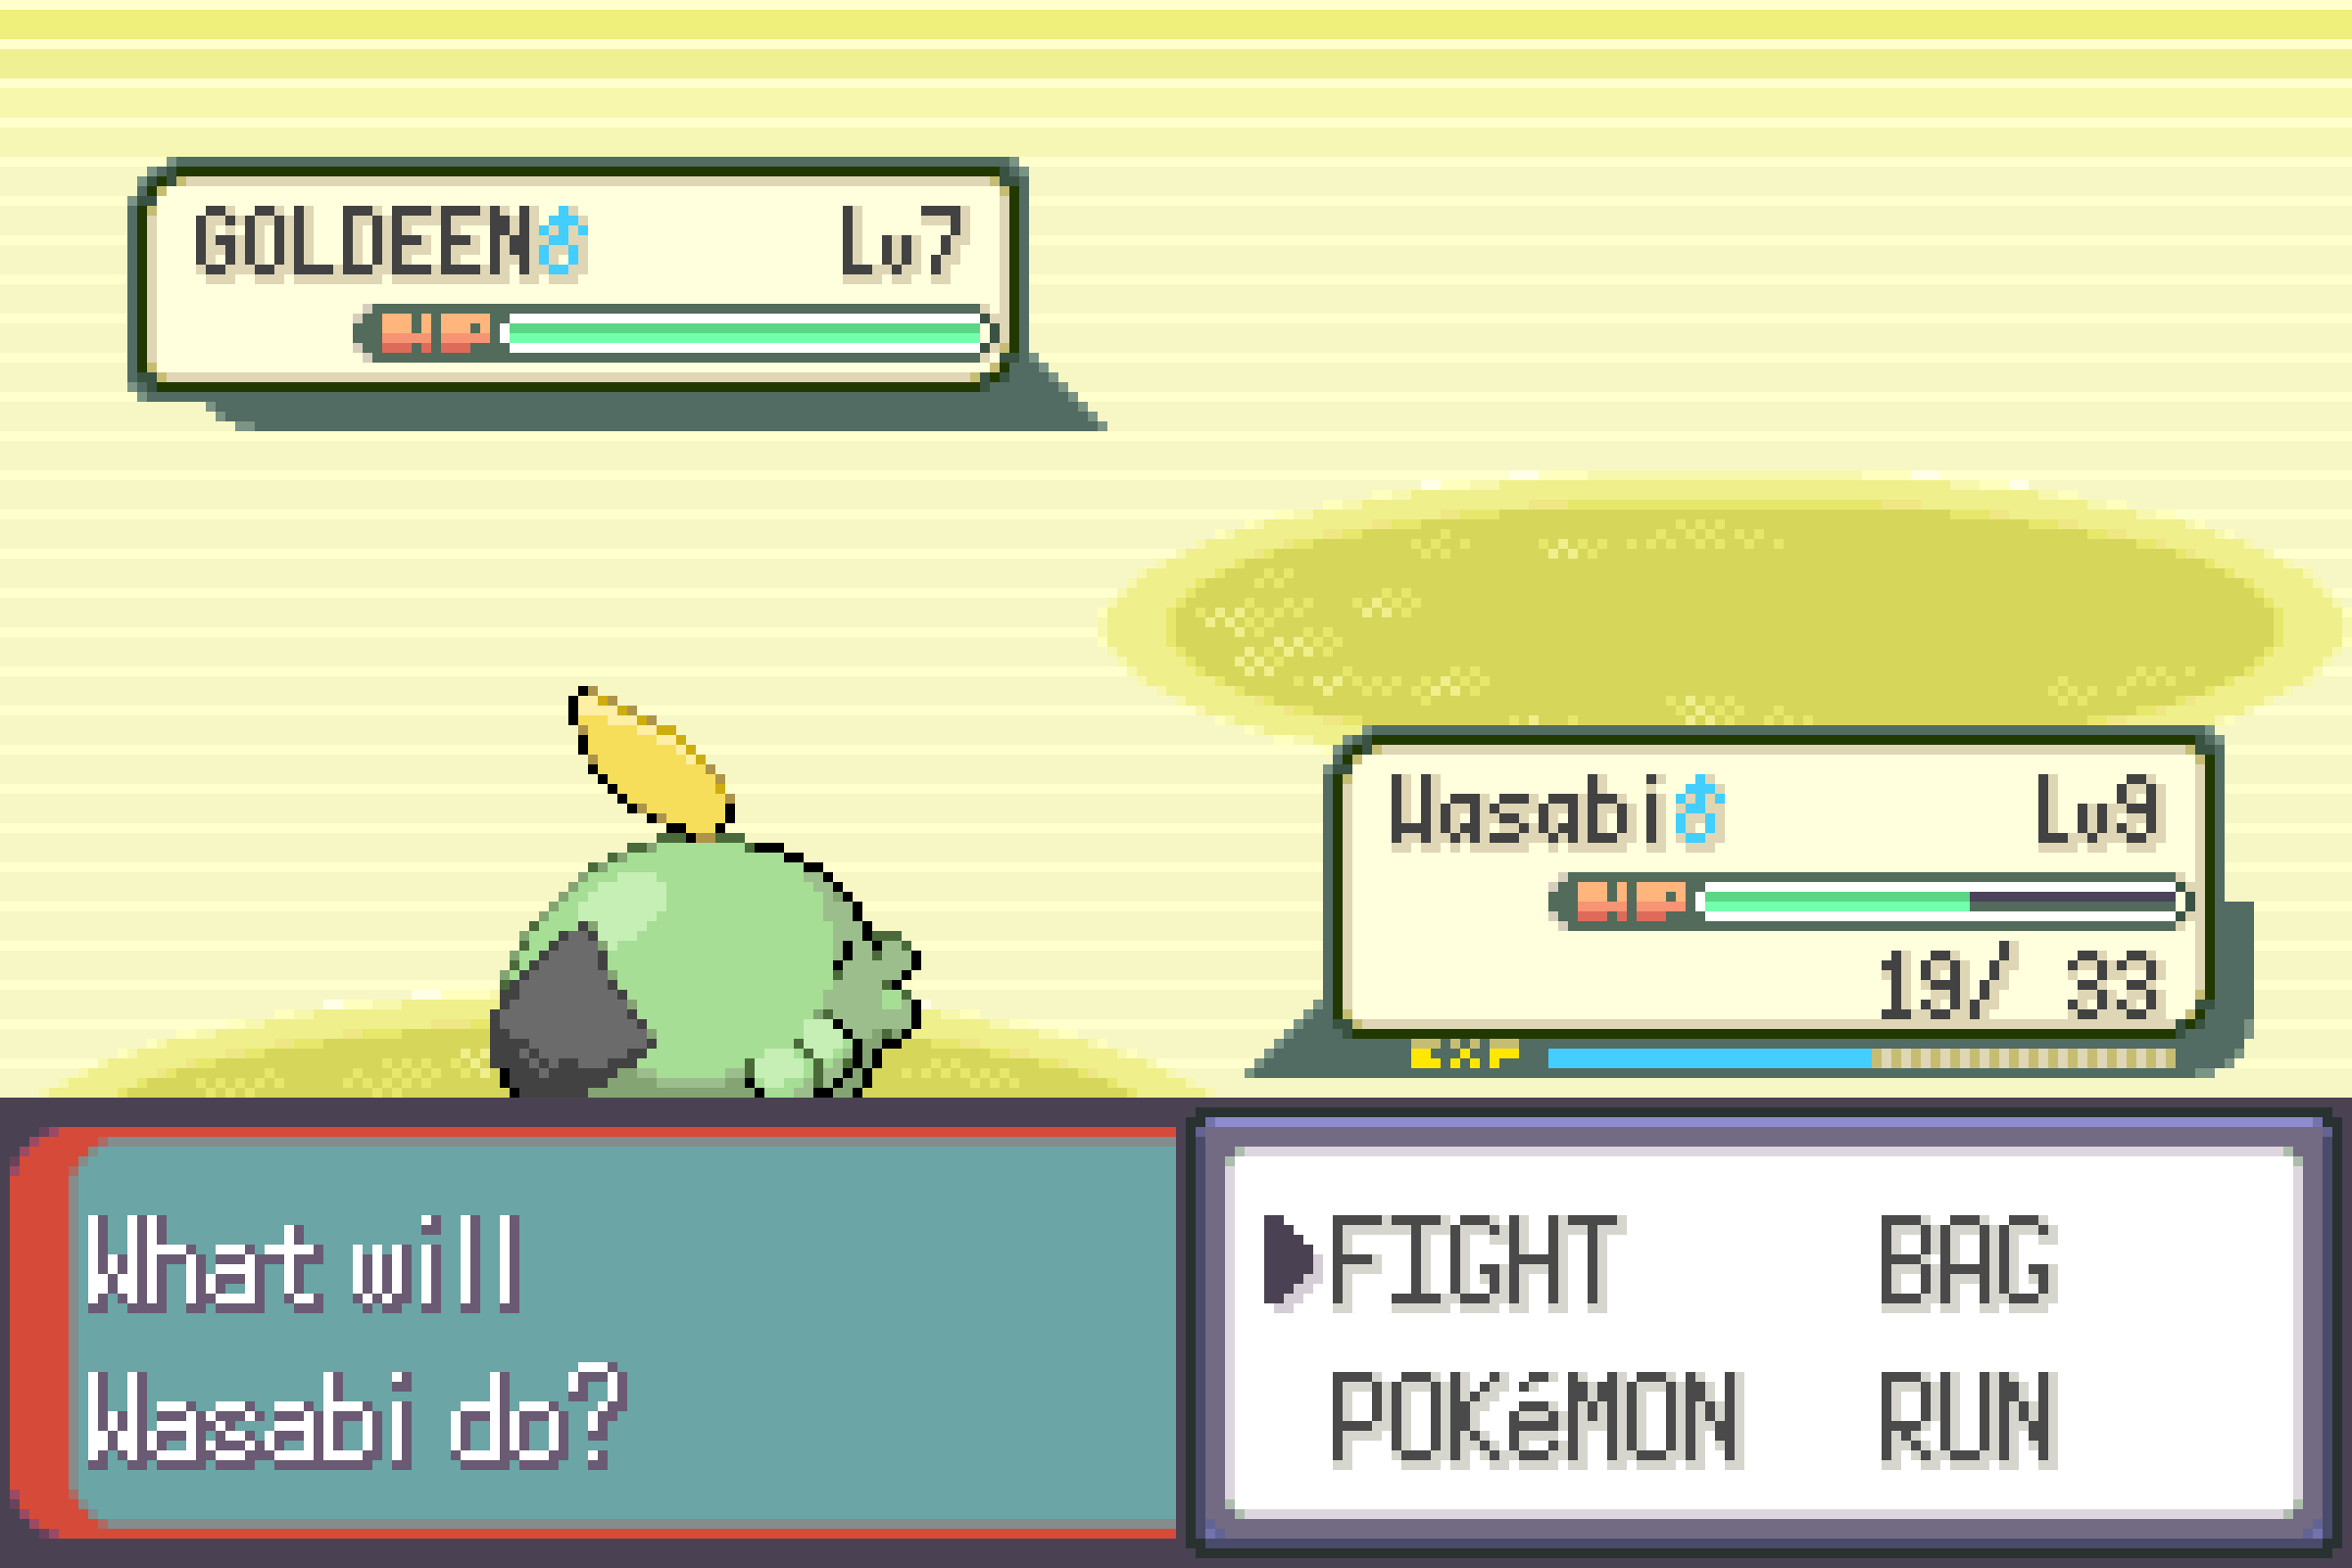 GOLDEEN♂ Lv7
HP
Wasabi♂ Lv9
HP
19/ 33
EXP
What will
Wasabi do?
▶FIGHT BAG
POKéMON RUN